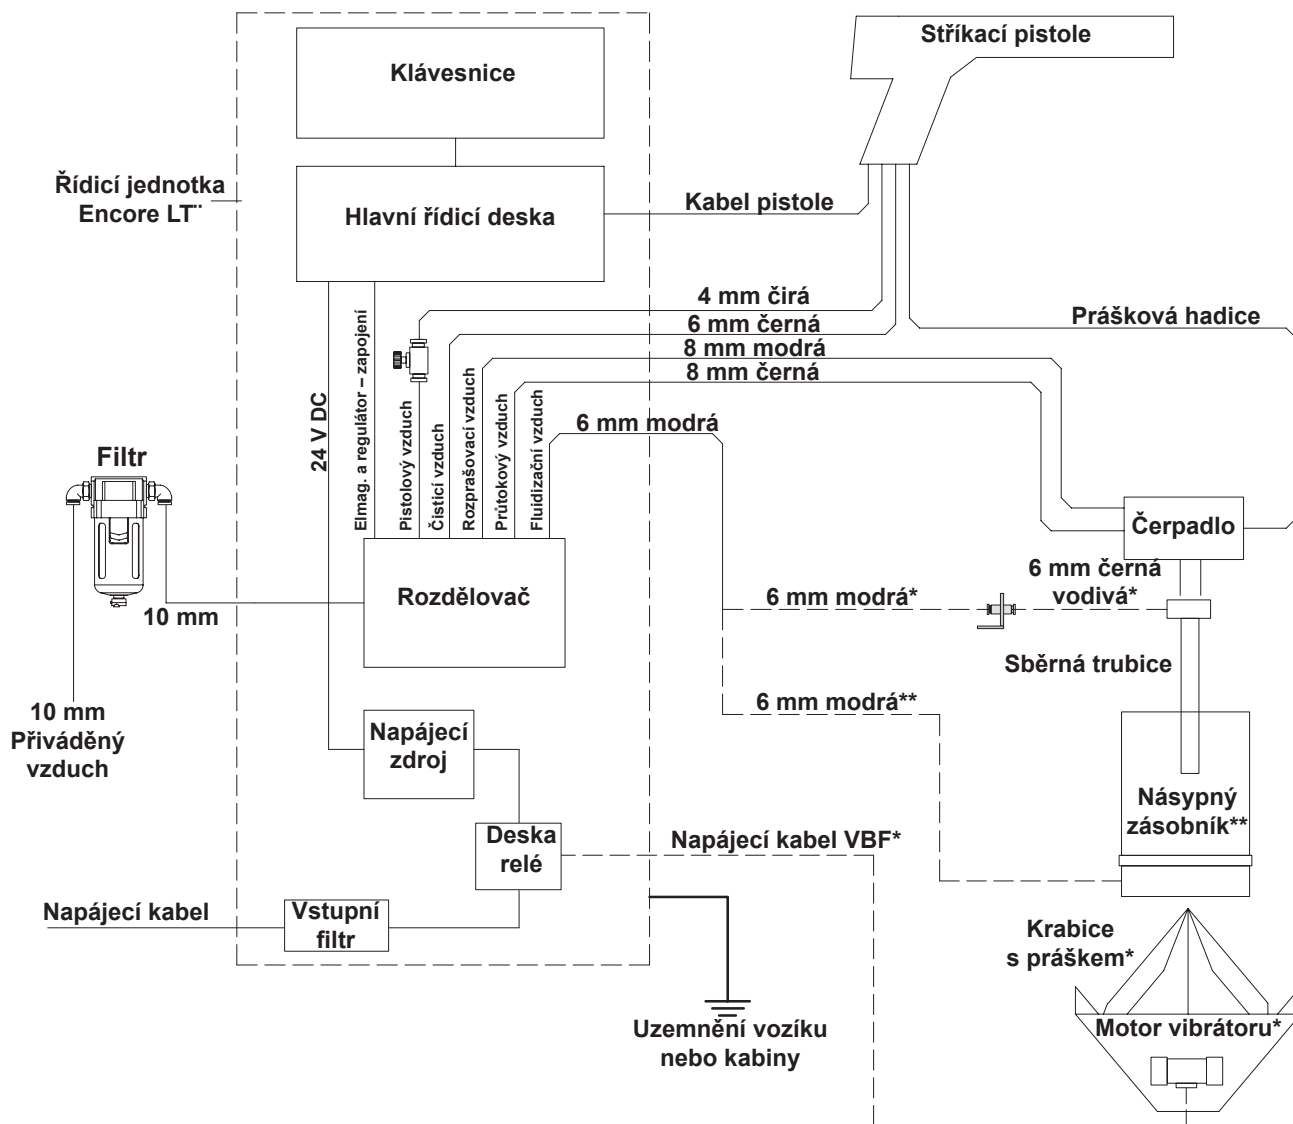 Stříkací pistole
Klávesnice
Řídicí jednotka
Encore LT¨
Hlavní řídicí deska
Kabel pistole
4 mm čirá
6 mm černá
8 mm modrá
8 mm černá
6 mm modrá
Prášková hadice
24 V DC
Elmag. a regulátor – zapojení
Pistolový vzduch
Čisticí vzduch
Rozprašovací vzduch
Průtokový vzduch
Fluidizační vzduch
Filtr
10 mm
Rozdělovač
Čerpadlo
6 mm modrá*
6 mm černá
vodivá*
Sběrná trubice
6 mm modrá**
10 mm
Přiváděný
vzduch
Napájecí
zdroj
Násypný
zásobník**
Deska
relé
Napájecí kabel VBF*
Napájecí kabel
Vstupní
filtr
Krabice
s práškem*
Uzemnění vozíku
nebo kabiny
Motor vibrátoru*